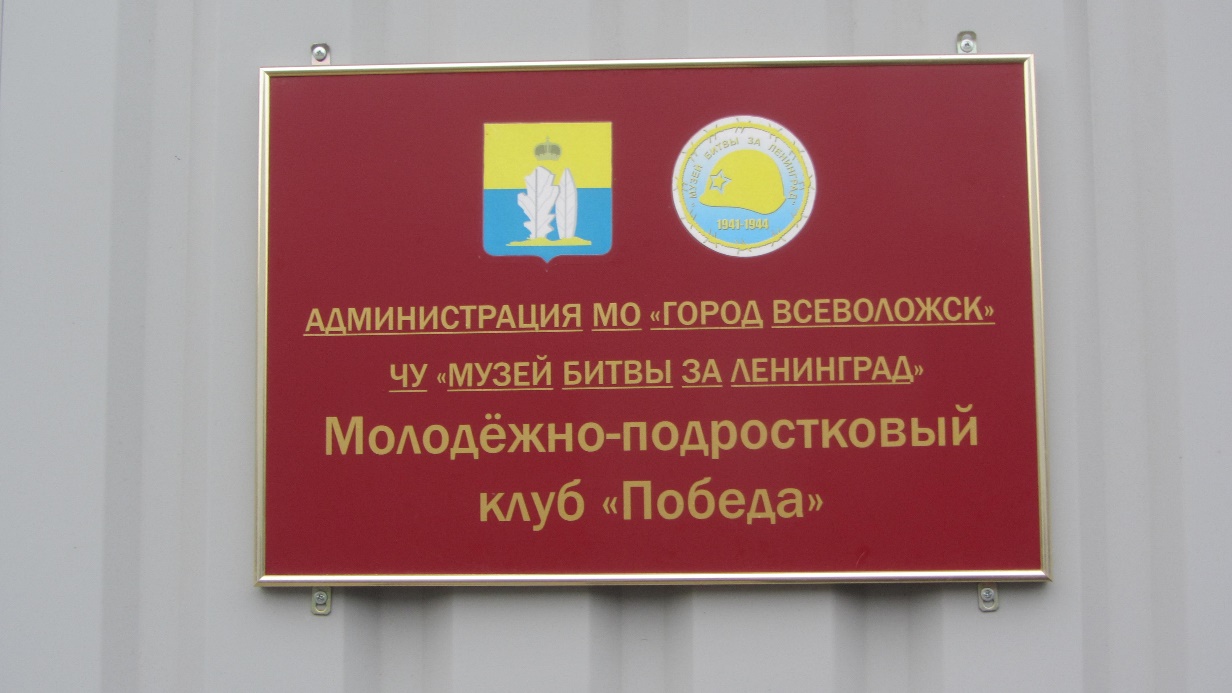 "МУЗЕЙ БИТВЫ ЗА ЛЕНИНГРАД"
1941-1944
АДМИНИСТРАЦИЯ МО «ГОРОД ВСЕВОЛОЖСК»
ЧУ «МУЗЕЙ БИТВЫ ЗА ЛЕНИНГРАД»
Молодёжно-подростковый
клуб «Победа»